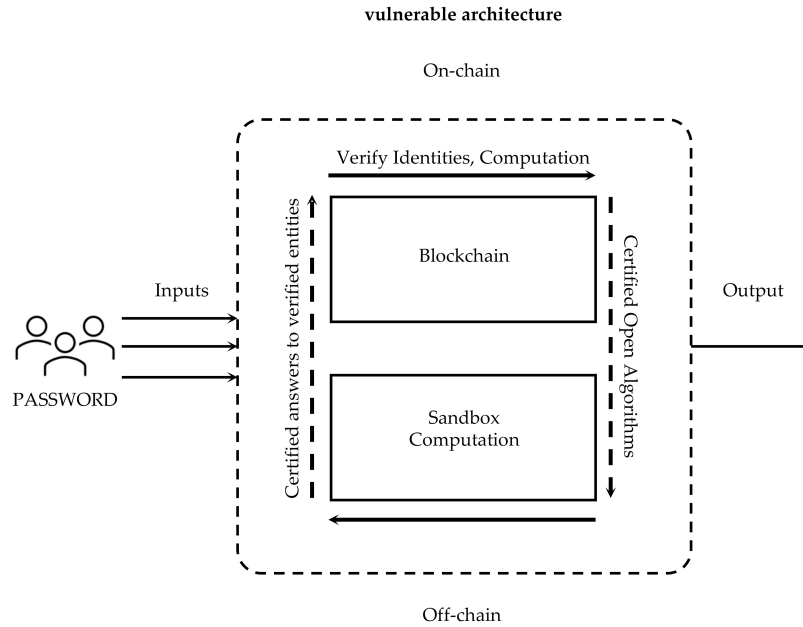 vulnerable architecture
On-chain
Verify Identities, Computation
Certified answers to verified entities
Blockchain
Certified Open Algorithms
Inputs
Output
PASSWORD
Sandbox
Computation
Off-chain